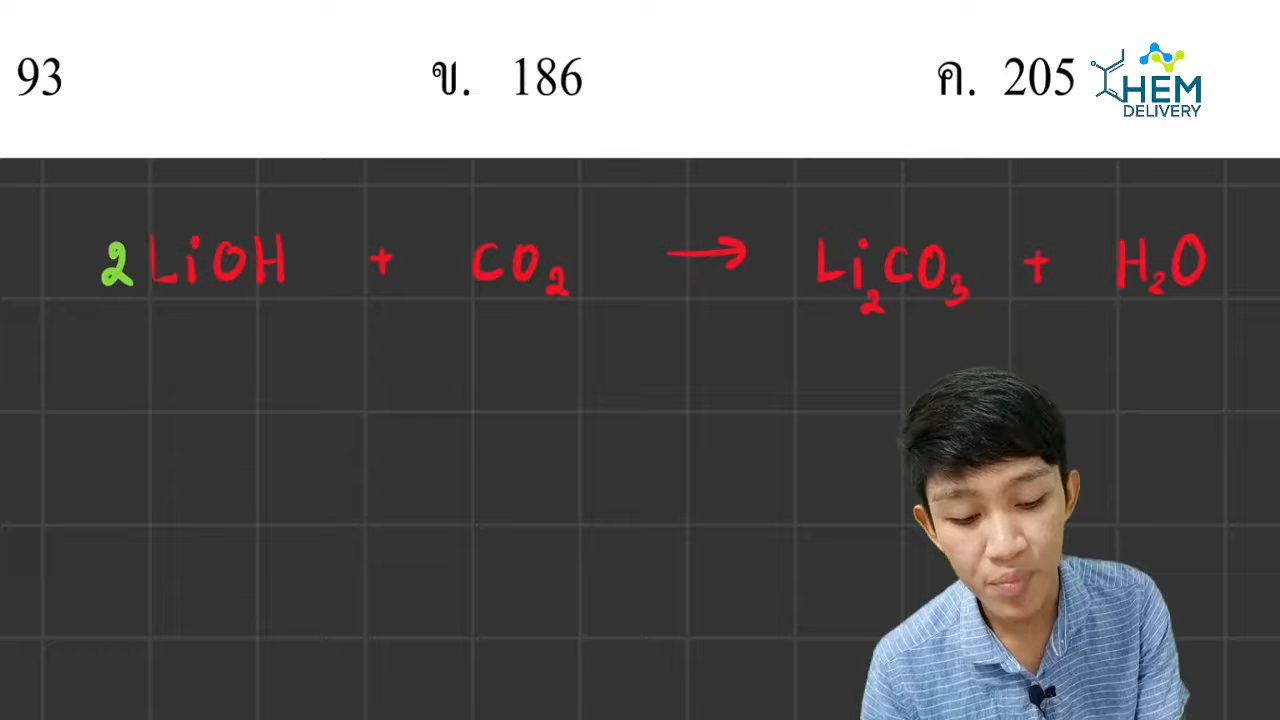 93 ข. 186 ค. 205
CHEM
DELIVERY
2LiOH + CO₂ → Li₂CO₃ + H₂O